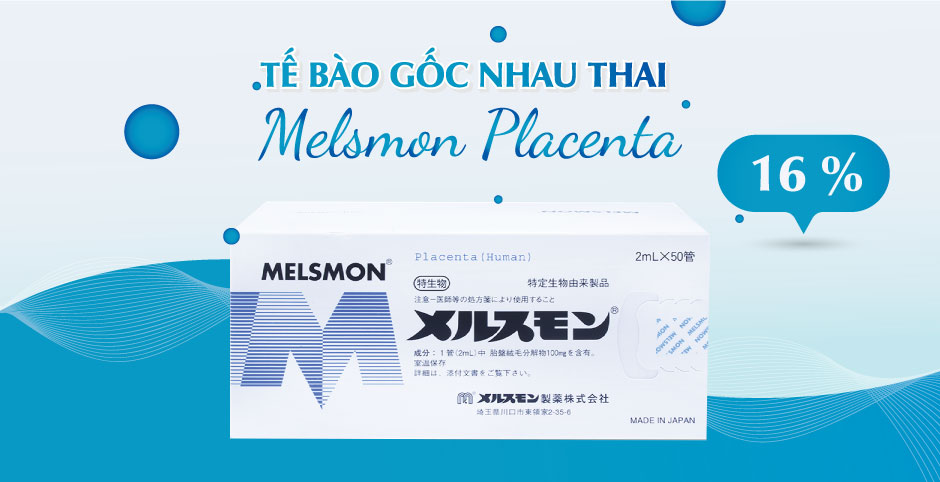 TẾ BÀO GỐC NHAU THAI
Melsmon Placenta
16 %
MELSMON
Placenta (Human)
2mL×50管
MELSMON®
特生物
特定生物由来製品
注意-医師等の処方箋により使用すること
メルスモン®
成分：1管(2mL)中 胎盤絨毛分解物100mgを含有。
室温保存
詳細は、添付文書をご覧下さい。
メルスモン製薬株式会社
埼玉県川口市東領家2-35-6
MADE IN JAPAN
MELSMON
MELSMON
MELSMON